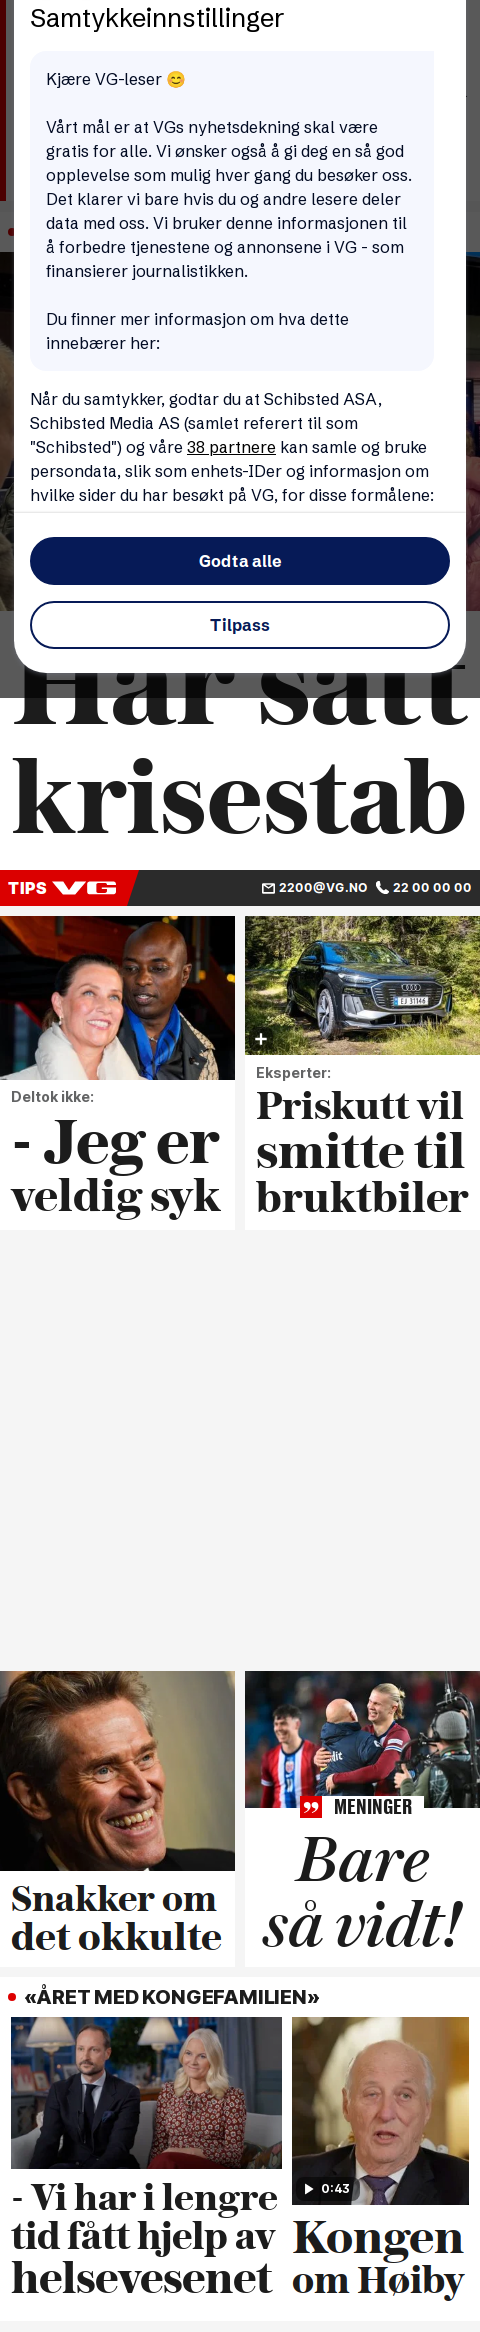 Samtykkeinnstillinger
Kjære VG-leser 😊
Vårt mål er at VGs nyhetsdekning skal være
gratis for alle. Vi ønsker også å gi deg en så god
opplevelse som mulig hver gang du besøker oss.
Det klarer vi bare hvis du og andre lesere deler
data med oss. Vi bruker denne informasjonen til
å forbedre tjenestene og annonsene i VG - som
finansierer journalistikken.
Du finner mer informasjon om hva dette
innebærer her:
Når du samtykker, godtar du at Schibsted ASA,
Schibsted Media AS (samlet referert til som
"Schibsted") og våre 38 partnere kan samle og bruke
persondata, slik som enhets-IDer og informasjon om
hvilke sider du har besøkt på VG, for disse formålene:
Godta alle
Tilpass
Har satt
krisestab
TIPS VG 2200@VG.NO 22 00 00 00
Deltok ikke:
- Jeg er
veldig syk
Eksperter:
Priskutt vil
smitte til
bruktbiler
Snakker om
det okkulte
MENINGER
Bare
så vidt!
«ÅRET MED KONGEFAMILIEN»
- Vi har i lengre
tid fått hjelp av
helsevesenet
0:43
Kongen
om Høiby